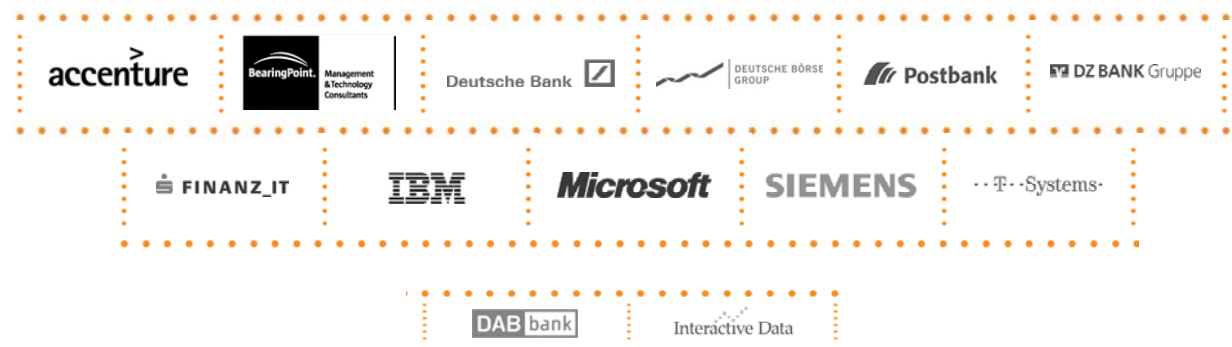 accenture
BearingPoint.
Management
&Technology
Consultants
Deutsche Bank
DEUTSCHE BÖRSE
GROUP
Postbank
DZ BANK Gruppe
FINANZ_IT
IBM
Microsoft
SIEMENS
··T··Systems·
DAB bank
Interactive Data